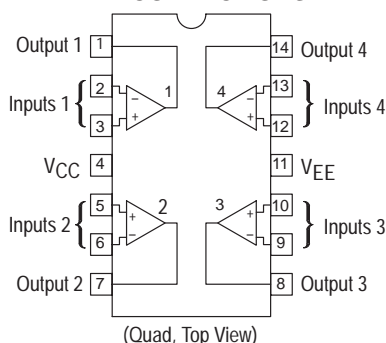 Output 1 1 14 Output 4
Inputs 1 2 − 1 4 − 13 Inputs 4
3 + + 12
VCC 4 11 VEE
Inputs 2 5 + 2 3 + 10 Inputs 3
6 − − 9
Output 2 7 8 Output 3
(Quad, Top View)